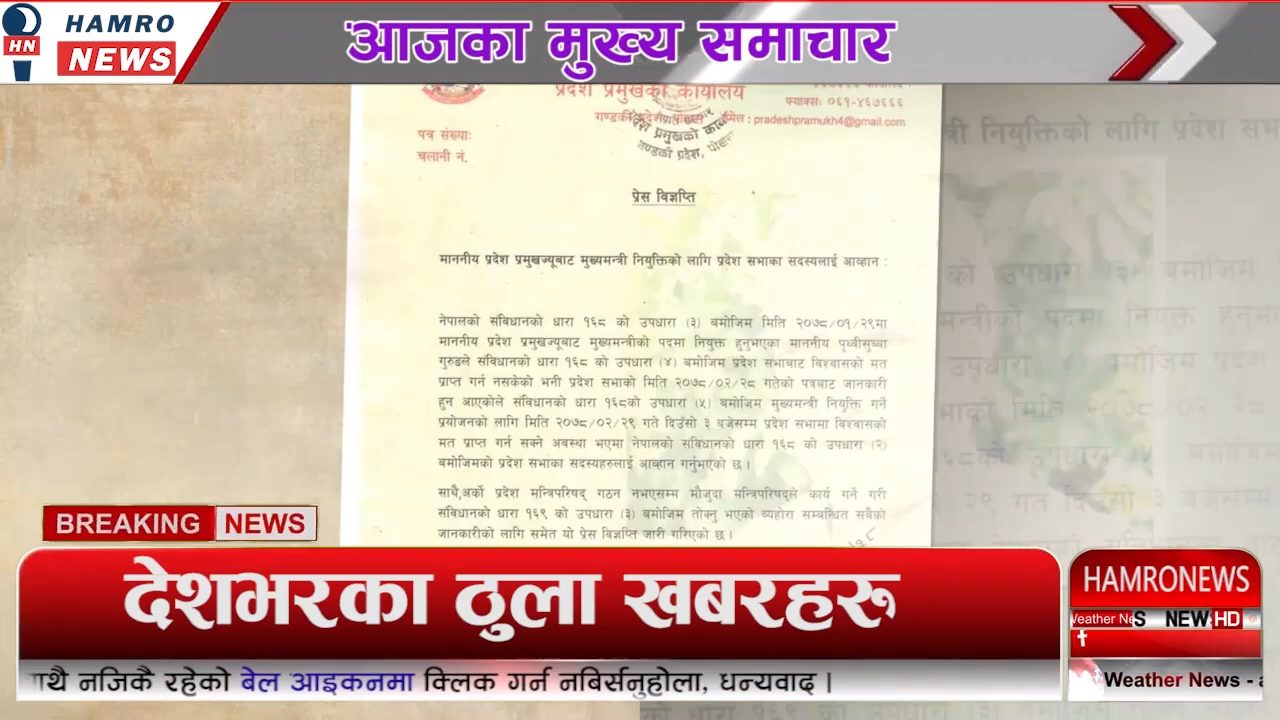 HAMRO
HN
NEWS
आजका मुख्य समाचार
प्रदेश प्रमुखको कार्यालय
फ्याक्सः ०६१-४६७६६६
गण्डकी प्रदेश, पोखरा
: pradeshpramukh4@gmail.com
पत्र संख्याः
चलानी नं.
प्रेस विज्ञप्ति
माननीय प्रदेश प्रमुखज्यूबाट मुख्यमन्त्री नियुक्तिको लागि प्रदेश सभाका सदस्यलाई आव्हान :
नेपालको संविधानको धारा १६८ को उपधारा (३) बमोजिम मिति २०७८/०१/२९मा
माननीय प्रदेश प्रमुखज्यूबाट मुख्यमन्त्रीको पदमा नियुक्त हुनुभएका माननीय पृथ्वीसुब्बा
गुरुङले संविधानको धारा १६८ को उपधारा (४) बमोजिम प्रदेश सभाबाट विश्वासको मत
प्राप्त गर्न नसकेको भनी प्रदेश सभाको मिति २०७८/०२/२८ गतेको पत्रबाट जानकारी
हुन आएकोले संविधानको धारा १६८को उपधारा (५) बमोजिम मुख्यमन्त्री नियुक्ति गर्ने
प्रयोजनको लागि मिति २०७८/०२/२९ गते दिउँसो ३ बजेसम्म प्रदेश सभामा विश्वासको
मत प्राप्त गर्न सक्ने अवस्था भएमा नेपालको संविधानको धारा १६८ को उपधारा (२)
बमोजिमको प्रदेश सभाका सदस्यहरुलाई आव्हान गर्नुभएको छ ।
साथै,अर्को प्रदेश मन्त्रिपरिषद् गठन नभएसम्म मौजुदा मन्त्रिपरिषद्ले कार्य गर्ने गरी
संविधानको धारा १६९ को उपधारा (३) बमोजिम तोक्नु भएको व्यहोरा सम्बन्धित सबैको
जानकारीको लागि समेत यो प्रेस विज्ञप्ति जारी गरिएको छ ।
BREAKING NEWS
देशभरका ठुला खबरहरु
HAMRONEWS
Weather NeS NEW HD
साथै नजिकै रहेको बेल आइकनमा क्लिक गर्न नबिर्सनुहोला, धन्यवाद ।
Weather News - a